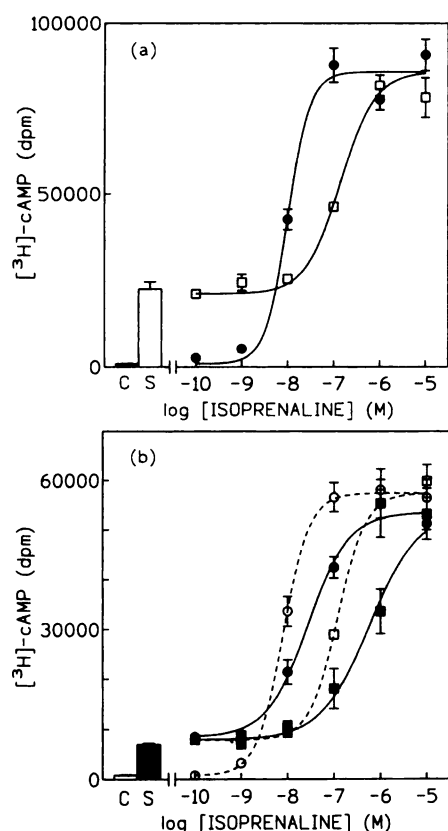 (a)
[³H]-cAMP (dpm)
100000
50000
0
C S
-10 -9 -8 -7 -6 -5
log [ISOPRENALINE] (M)
(b)
[³H]-cAMP (dpm)
60000
30000
0
C S
-10 -9 -8 -7 -6 -5
log [ISOPRENALINE] (M)